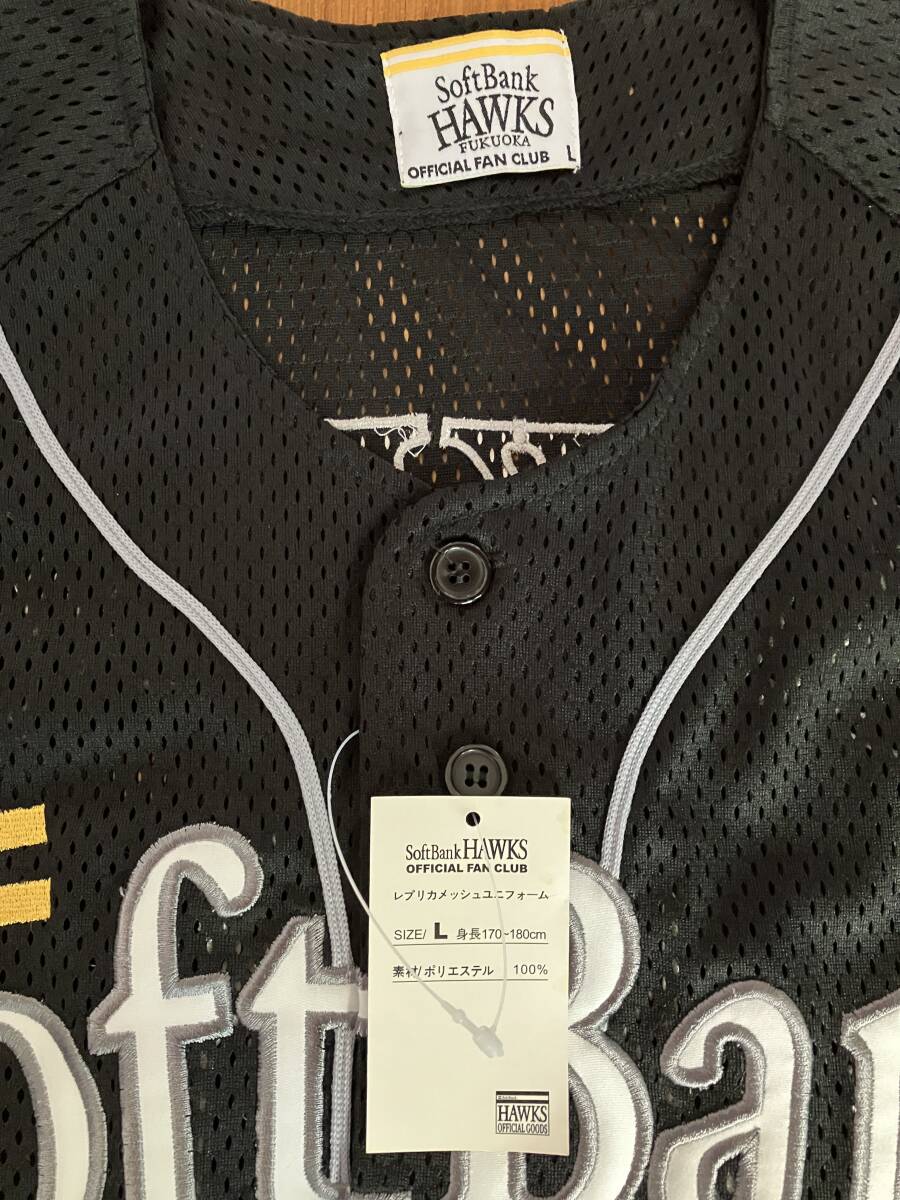 SoftBank
HAWKS
FUKUOKA
OFFICIAL FAN CLUB L
SoftBank HAWKS
OFFICIAL FAN CLUB
レプリカメッシュユニフォーム
SIZE/ L 身長170~180cm
素材/ポリエステル 100%
SoftBank
HAWKS
OFFICIAL GOODS
oftBan